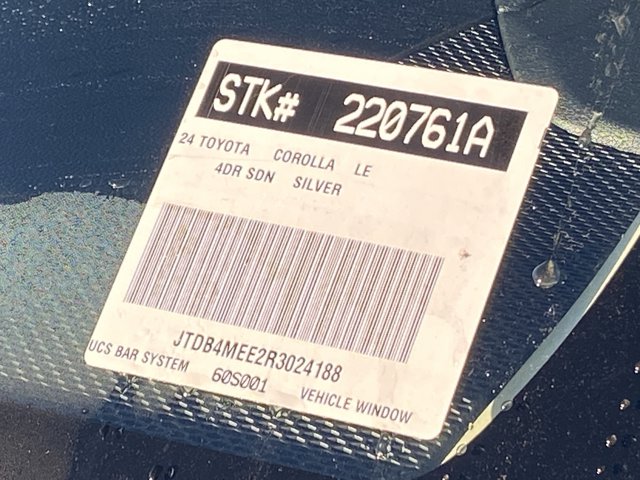 STK# 220761A
24 TOYOTA COROLLA LE
4DR SDN SILVER
JTDB4MEE2R3024188
UCS BAR SYSTEM 60S001 VEHICLE WINDOW